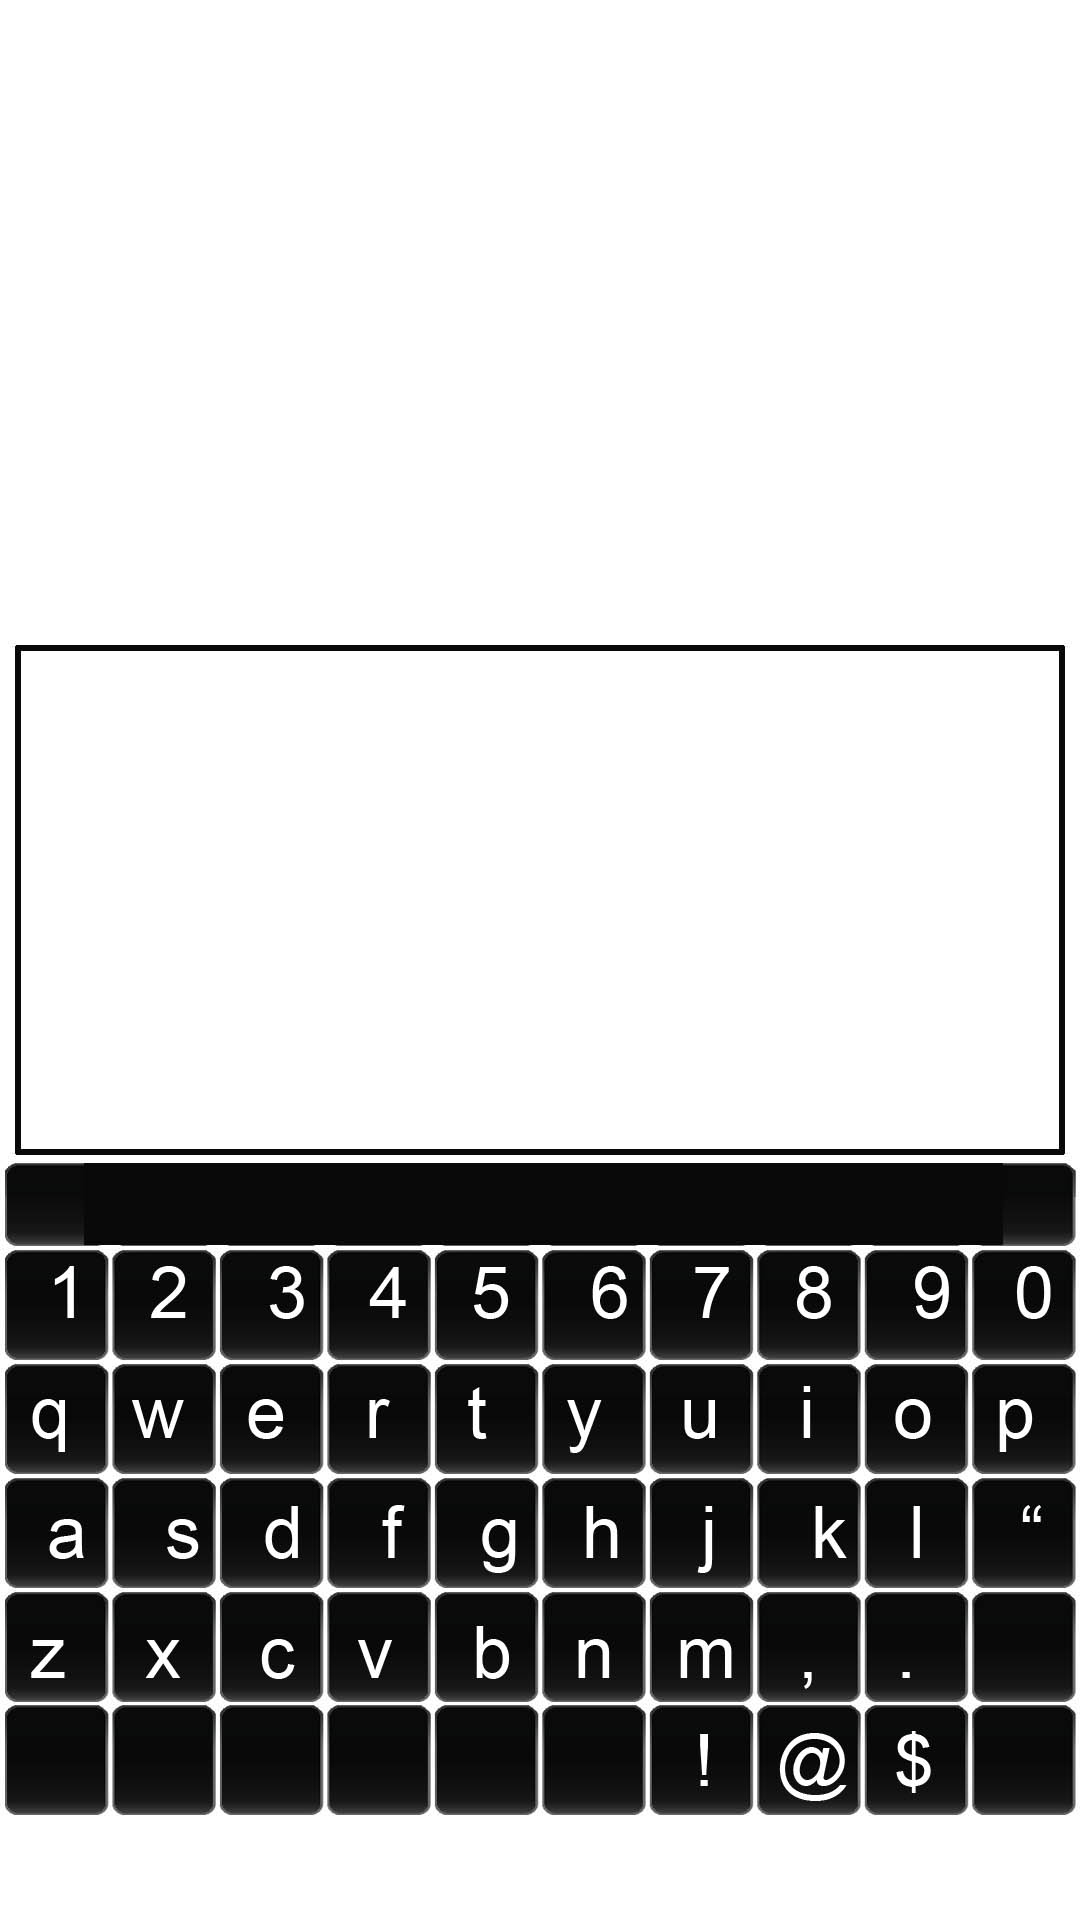 1 2 3 4 5 6 7 8 9 0
q w e r t y u i o p
a s d f g h j k l “
z x c v b n m , .
! @ $